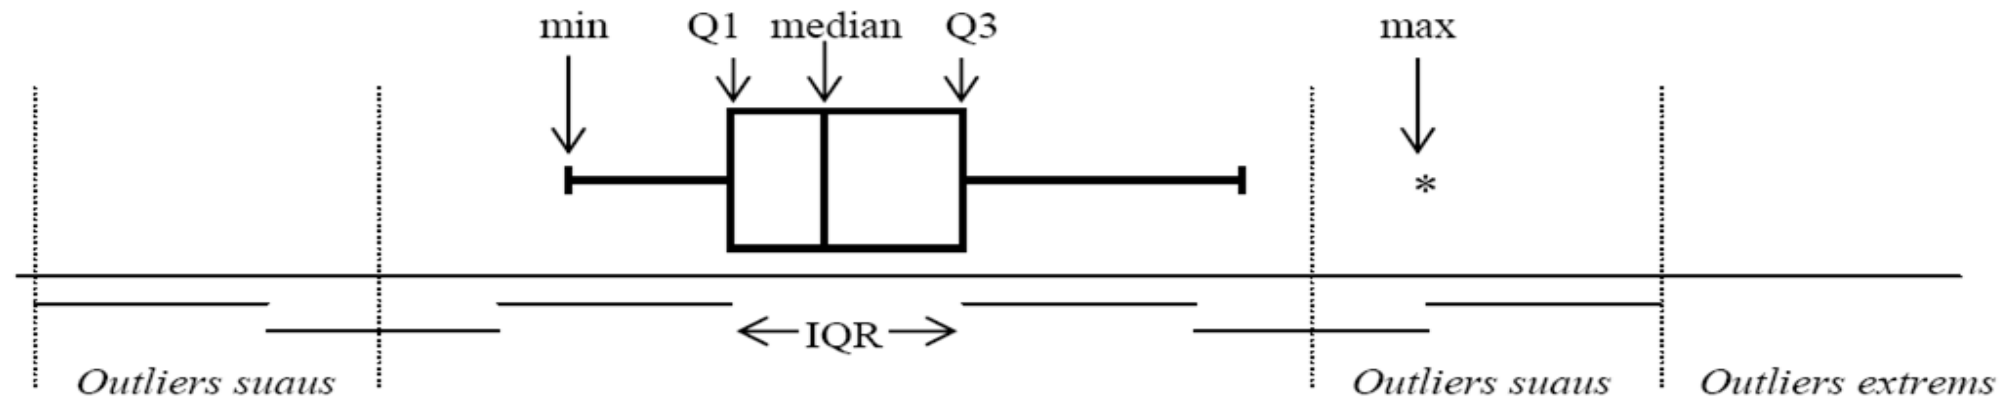 min Q1 median Q3 max
*
IQR
Outliers suaus Outliers suaus Outliers extrems